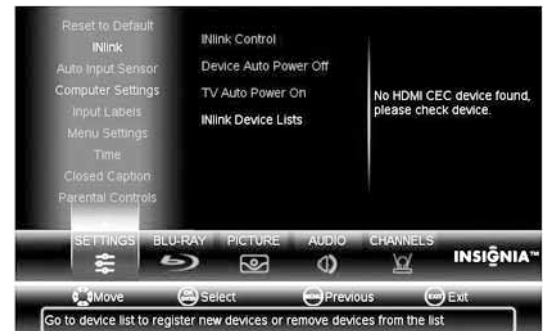 Reset to Default
INlink
Auto Input Sensor
Computer Settings
Input Labels
Menu Settings
Time
Closed Caption
Parental Controls
INlink Control
Device Auto Power Off
TV Auto Power On
INlink Device Lists
No HDMI CEC device found,
please check device.
SETTINGS BLU-RAY PICTURE AUDIO CHANNELS
INSIGNIA™
Move Select Previous Exit
Go to device list to register new devices or remove devices from the list